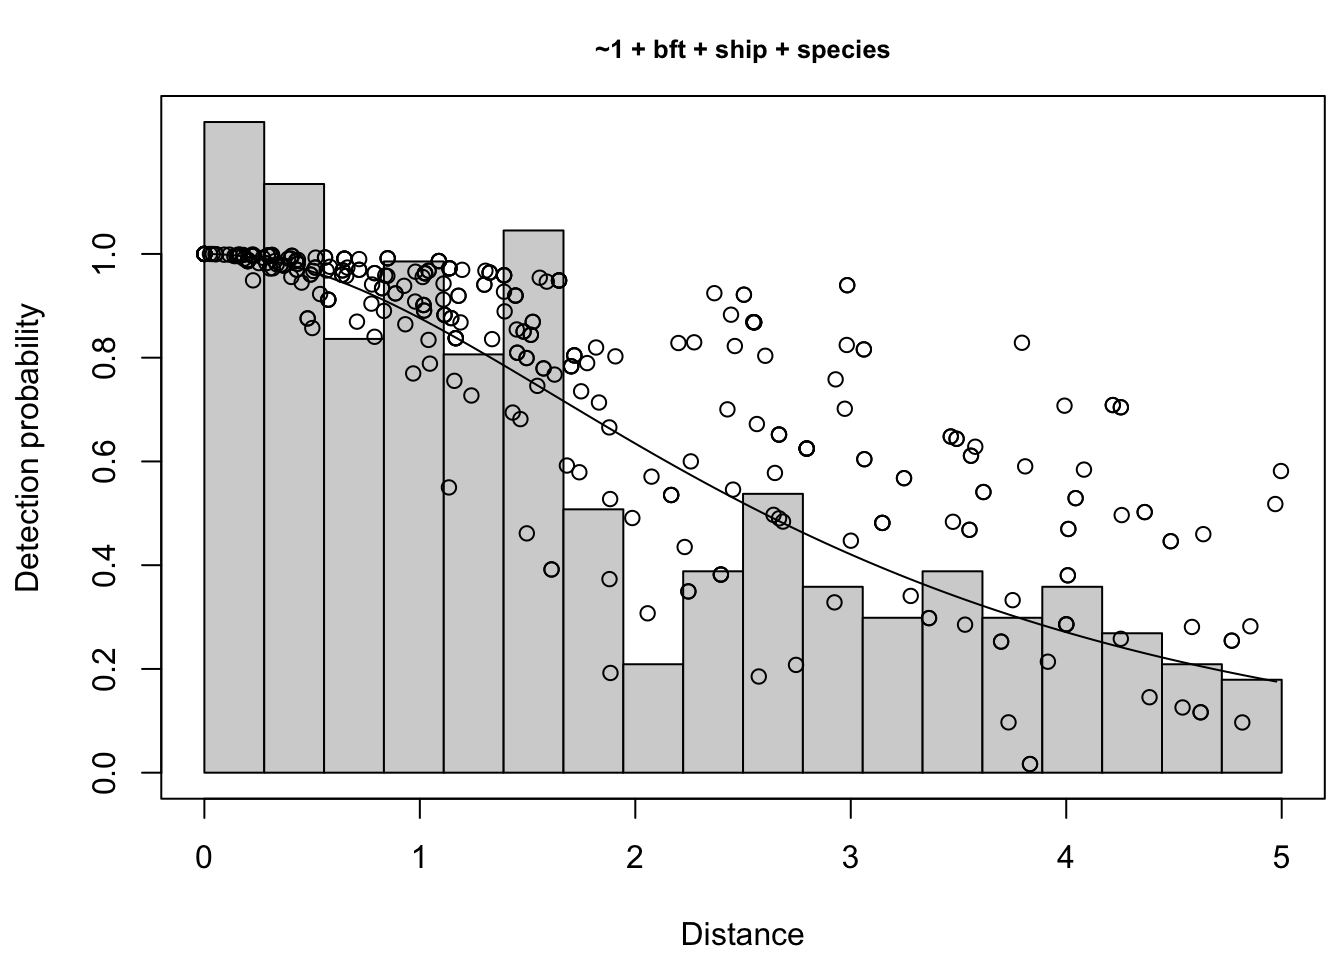 ~1 + bft + ship + species
Detection probability
1.0
0.8
0.6
0.4
0.2
0.0
0 1 2 3 4 5
Distance